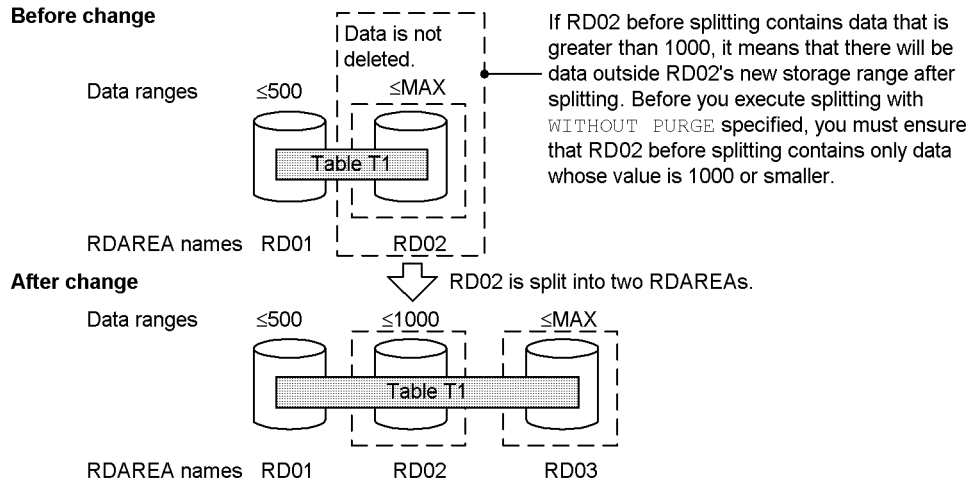 Before change
Data is not
deleted.
If RD02 before splitting contains data that is
greater than 1000, it means that there will be
data outside RD02's new storage range after
splitting. Before you execute splitting with
WITHOUT PURGE specified, you must ensure
that RD02 before splitting contains only data
whose value is 1000 or smaller.
Data ranges ≤500 ≤MAX
Table T1
RDAREA names RD01 RD02
After change
RD02 is split into two RDAREAs.
Data ranges ≤500 ≤1000 ≤MAX
Table T1
RDAREA names RD01 RD02 RD03